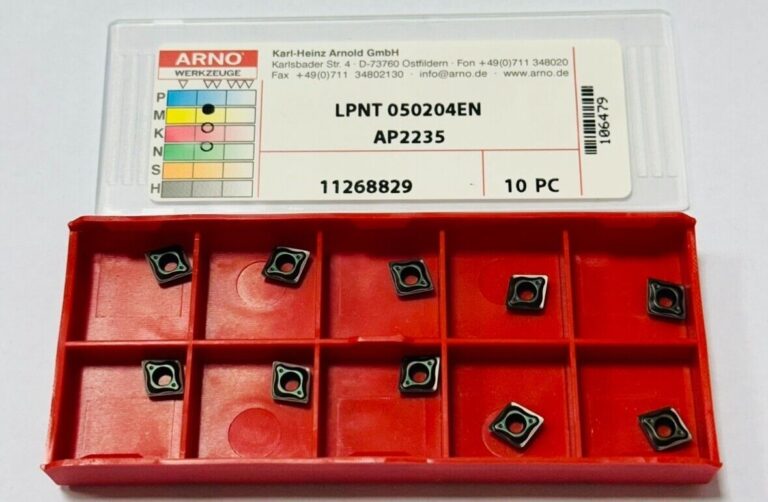 ARNO®
WERKZEUGE
Karl-Heinz Arnold GmbH
Karlsbader Str. 4 · D-73760 Ostfildern · Fon +49(0)711 348020
Fax +49(0)711 34802130 · info@arno.de · www.arno.de
P
M
K
N
S
H
LPNT 050204EN
AP2235
11268829
10 PC
106479